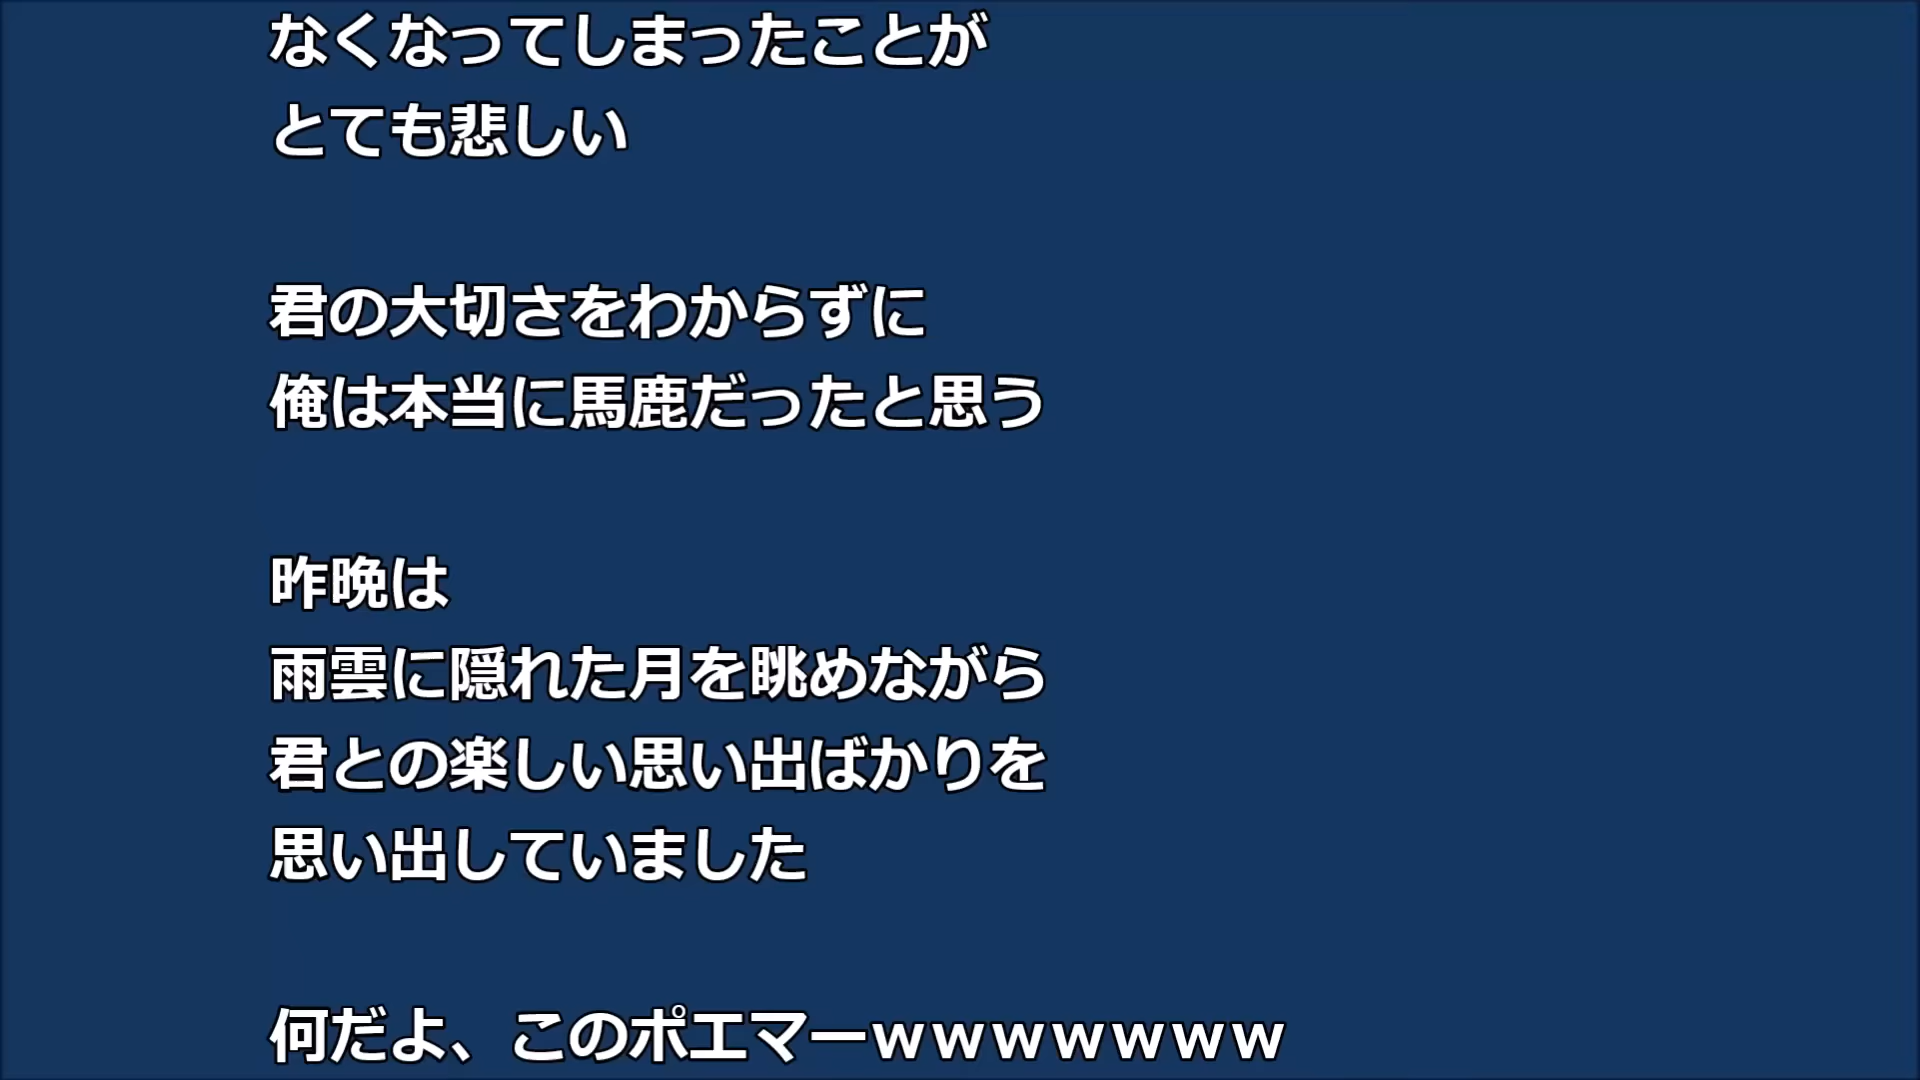 なくなってしまったことが
とても悲しい
君の大切さをわからずに
俺は本当に馬鹿だったと思う
昨晩は
雨雲に隠れた月を眺めながら
君との楽しい思い出ばかりを
思い出していました
何だよ、このポエマーｗｗｗｗｗｗｗ